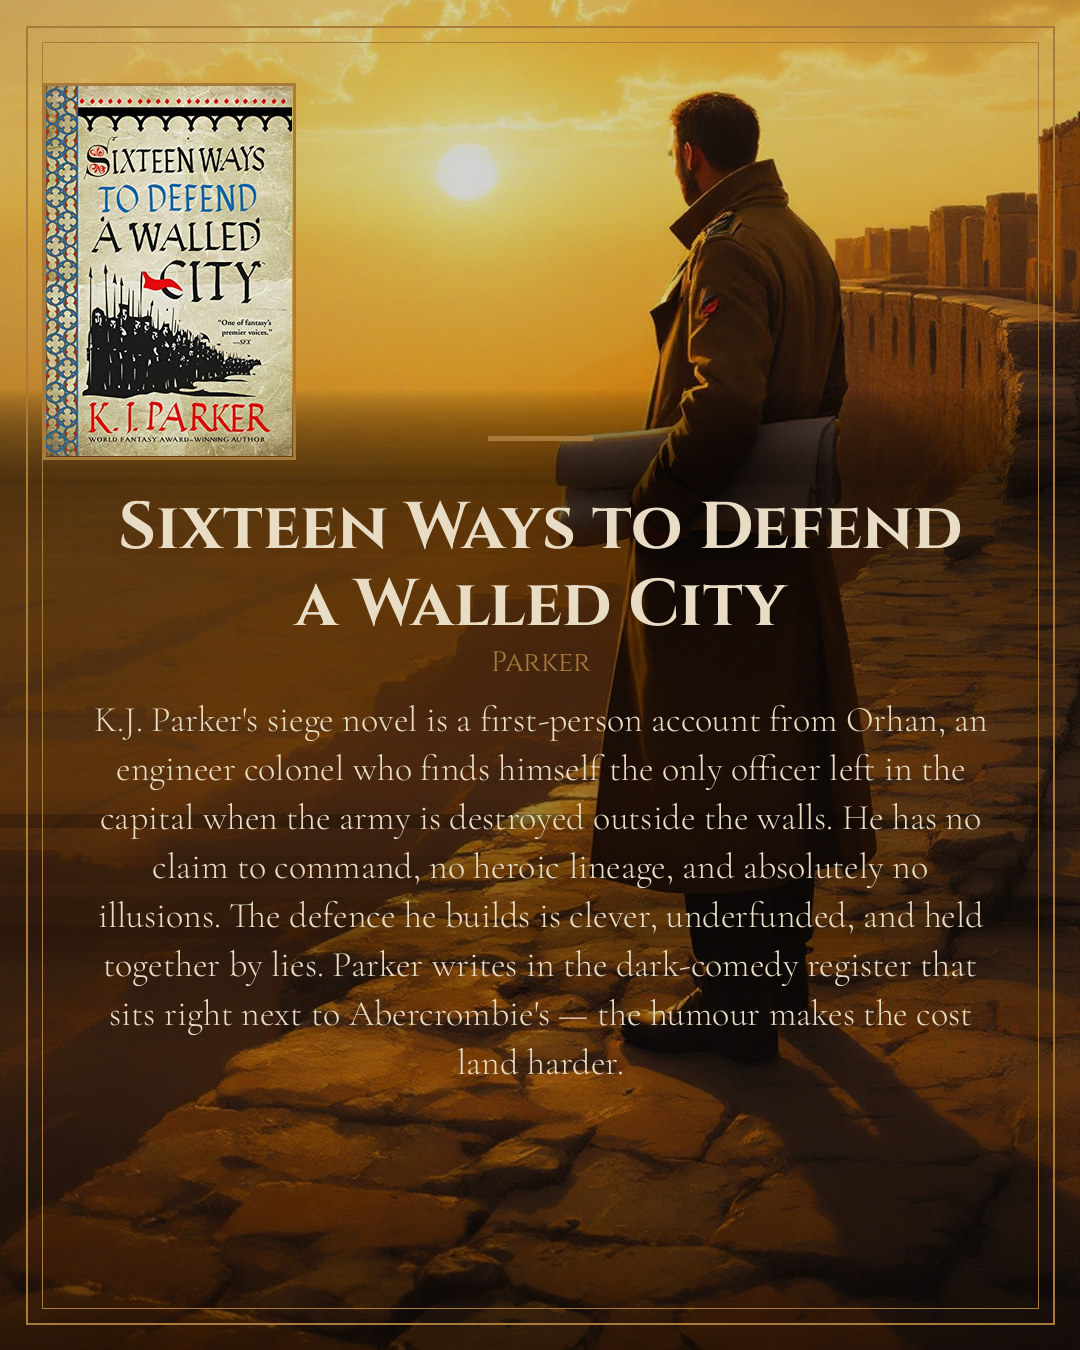 SIXTEEN WAYS
TO DEFEND
A WALLED
CITY
"One of fantasy's
premier voices."
—SFX
K. J. PARKER
WORLD FANTASY AWARD-WINNING AUTHOR
Sixteen Ways to Defend
a Walled City
Parker
K.J. Parker's siege novel is a first-person account from Orhan, an
engineer colonel who finds himself the only officer left in the
capital when the army is destroyed outside the walls. He has no
claim to command, no heroic lineage, and absolutely no
illusions. The defence he builds is clever, underfunded, and held
together by lies. Parker writes in the dark-comedy register that
sits right next to Abercrombie's — the humour makes the cost
land harder.